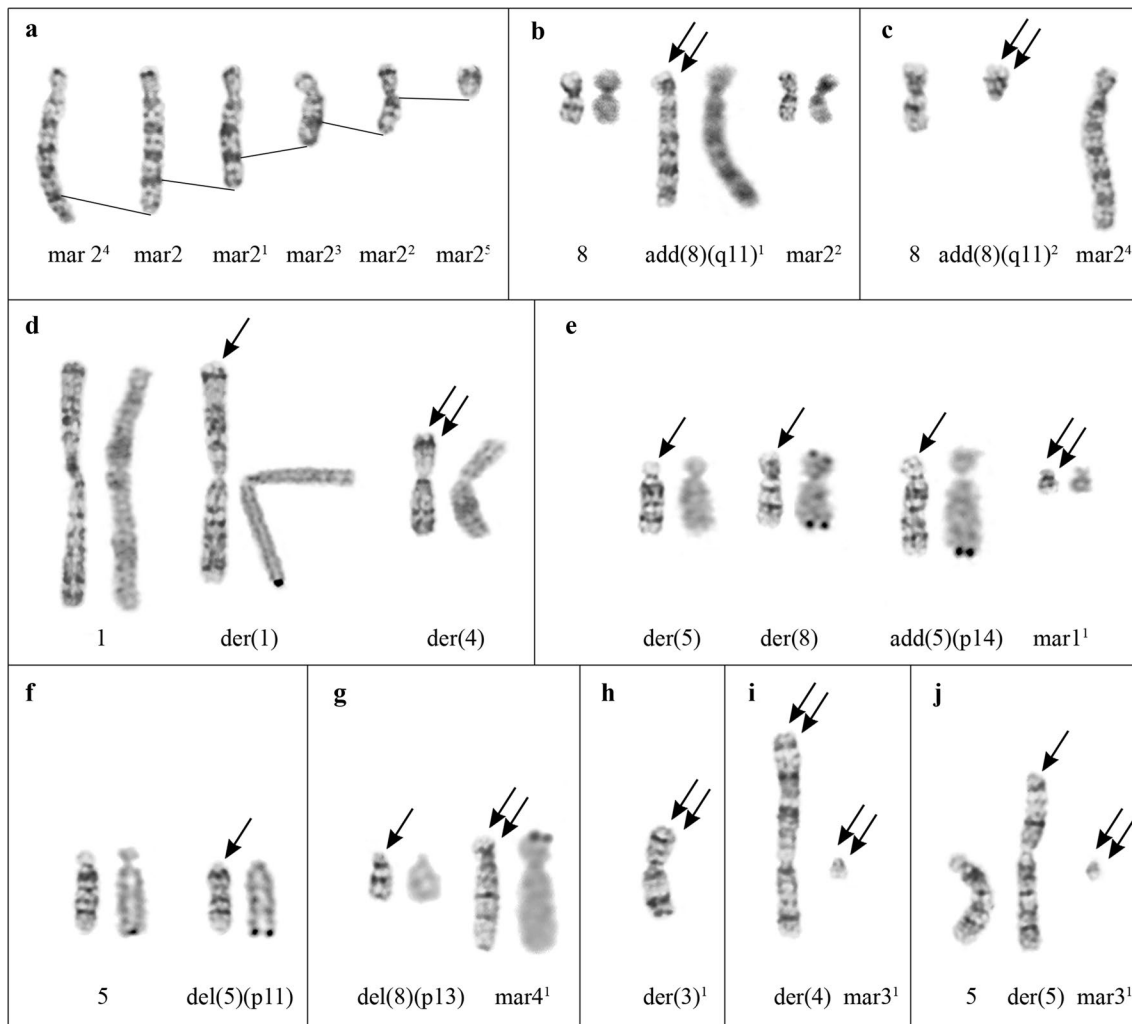 a
mar 2⁴ mar2 mar2¹ mar2³ mar2² mar2⁵
b
8 add(8)(q11)¹ mar2²
c
8 add(8)(q11)² mar2⁴
d
1 der(1) der(4)
e
der(5) der(8) add(5)(p14) mar1¹
f
5 del(5)(p11)
g
del(8)(p13) mar4¹
h
der(3)¹
i
der(4) mar3¹
j
5 der(5) mar3¹